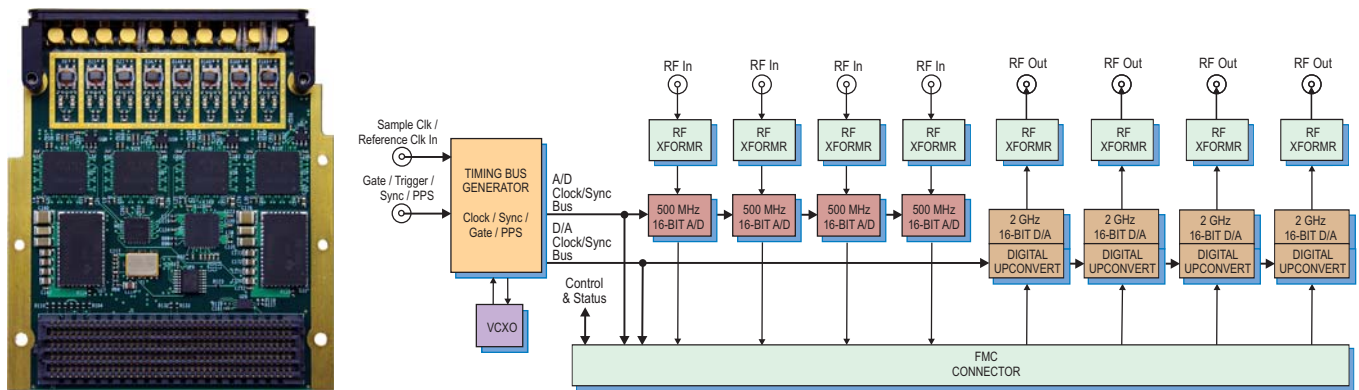 RF In
RF In
RF In
RF In
RF Out
RF Out
RF Out
RF Out
Sample Clk /
Reference Clk In
Gate / Trigger /
Sync / PPS
TIMING BUS
GENERATOR
Clock / Sync /
Gate / PPS
VCXO
A/D
Clock/Sync
Bus
D/A
Clock/Sync
Bus
Control
& Status
RF
XFORMR
RF
XFORMR
RF
XFORMR
RF
XFORMR
RF
XFORMR
RF
XFORMR
RF
XFORMR
RF
XFORMR
500 MHz
16-BIT A/D
500 MHz
16-BIT A/D
500 MHz
16-BIT A/D
500 MHz
16-BIT A/D
2 GHz
16-BIT D/A
DIGITAL
UPCONVERT
2 GHz
16-BIT D/A
DIGITAL
UPCONVERT
2 GHz
16-BIT D/A
DIGITAL
UPCONVERT
2 GHz
16-BIT D/A
DIGITAL
UPCONVERT
FMC
CONNECTOR